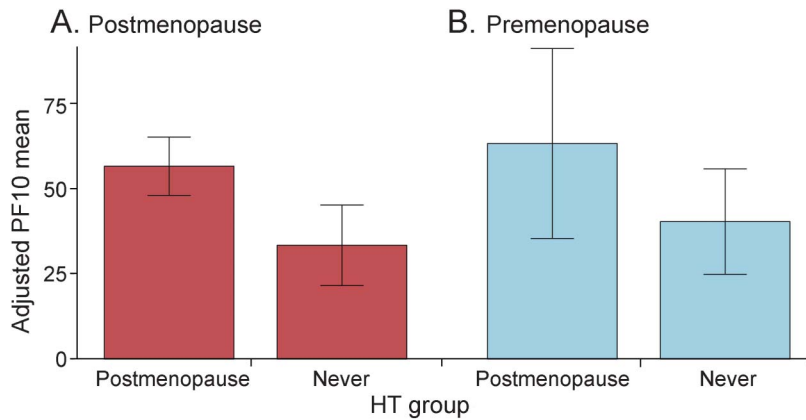 A. Postmenopause
B. Premenopause
Adjusted PF10 mean
75
50
25
0
Postmenopause
Never
Postmenopause
Never
HT group